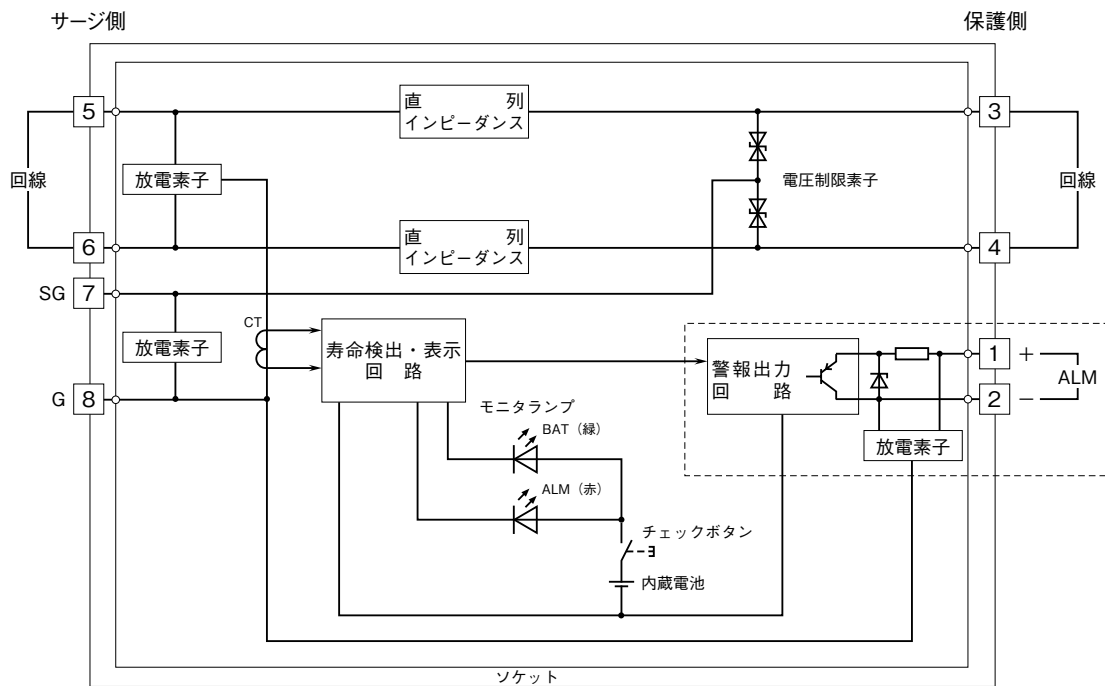 サージ側
保護側
5
直 列
インピーダンス
3
回線
放電素子
電圧制限素子
回線
6
直 列
インピーダンス
4
SG
7
放電素子
CT
寿命検出・表示
回 路
警報出力
回 路
1
+
ALM
2
−
G
8
放電素子
モニタランプ
BAT（緑）
ALM（赤）
チェックボタン
内蔵電池
ソケット